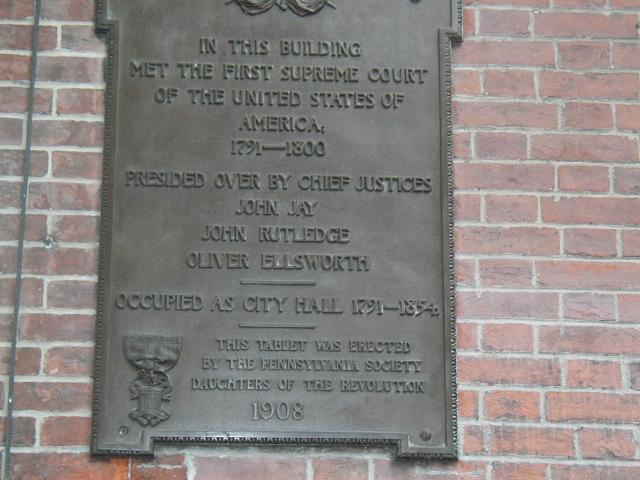 IN THIS BUILDING
MET THE FIRST SUPREME COURT
OF THE UNITED STATES OF
AMERICA;
1791—1800
PRESIDED OVER BY CHIEF JUSTICES
JOHN JAY
JOHN RUTLEDGE
OLIVER ELLSWORTH
OCCUPIED AS CITY HALL 1791—1854.
THIS TABLET WAS ERECTED
BY THE PENNSYLVANIA SOCIETY
DAUGHTERS OF THE REVOLUTION
1908